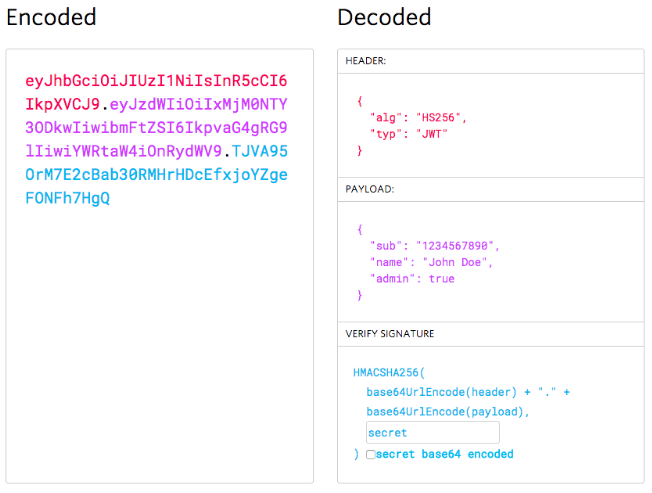 Encoded
eyJhbGciOiJIUzI1NiIsInR5cCI6
IkpXVCJ9.eyJzdWIiOiIxMjM0NTY
3ODkwIiwibmFtZSI6IkpvaG4gRG9
lIiwiYWRtaW4iOnRydWV9.TJVA95
OrM7E2cBab30RMHrHDcEfxjoYZge
FONFh7HgQ
Decoded
HEADER:
{
"alg": "HS256",
"typ": "JWT"
}
PAYLOAD:
{
"sub": "1234567890",
"name": "John Doe",
"admin": true
}
VERIFY SIGNATURE
HMACSHA256(
base64UrlEncode(header) + "." +
base64UrlEncode(payload),
secret
) secret base64 encoded